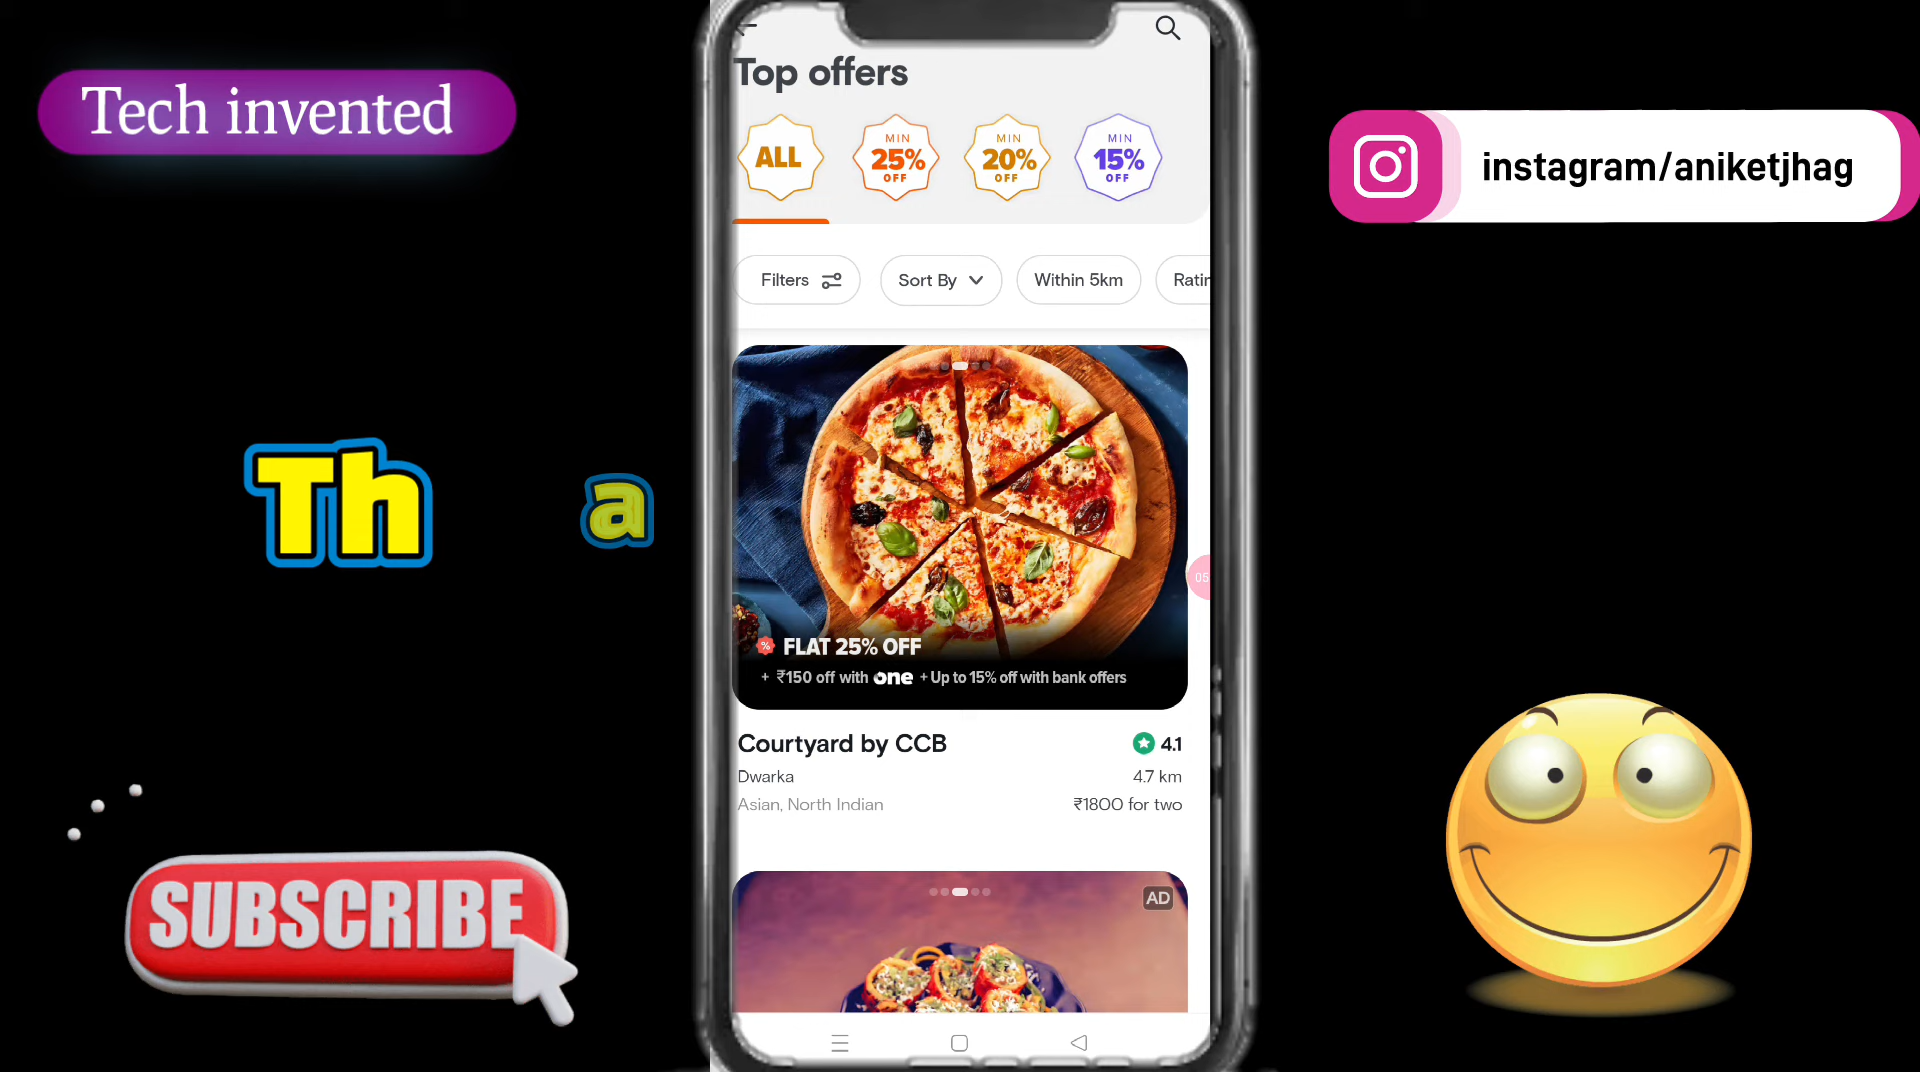 Tech invented
instagram/aniketjhag
Top offers
ALL
MIN
25%
OFF
MIN
20%
OFF
MIN
15%
OFF
Filters
Sort By
Within 5km
Th
a
05
% FLAT 25% OFF
+ ₹150 off with one + Up to 15% off with bank offers
Courtyard by CCB
4.1
Dwarka
4.7 km
Asian, North Indian
₹1800 for two
AD
SUBSCRIBE